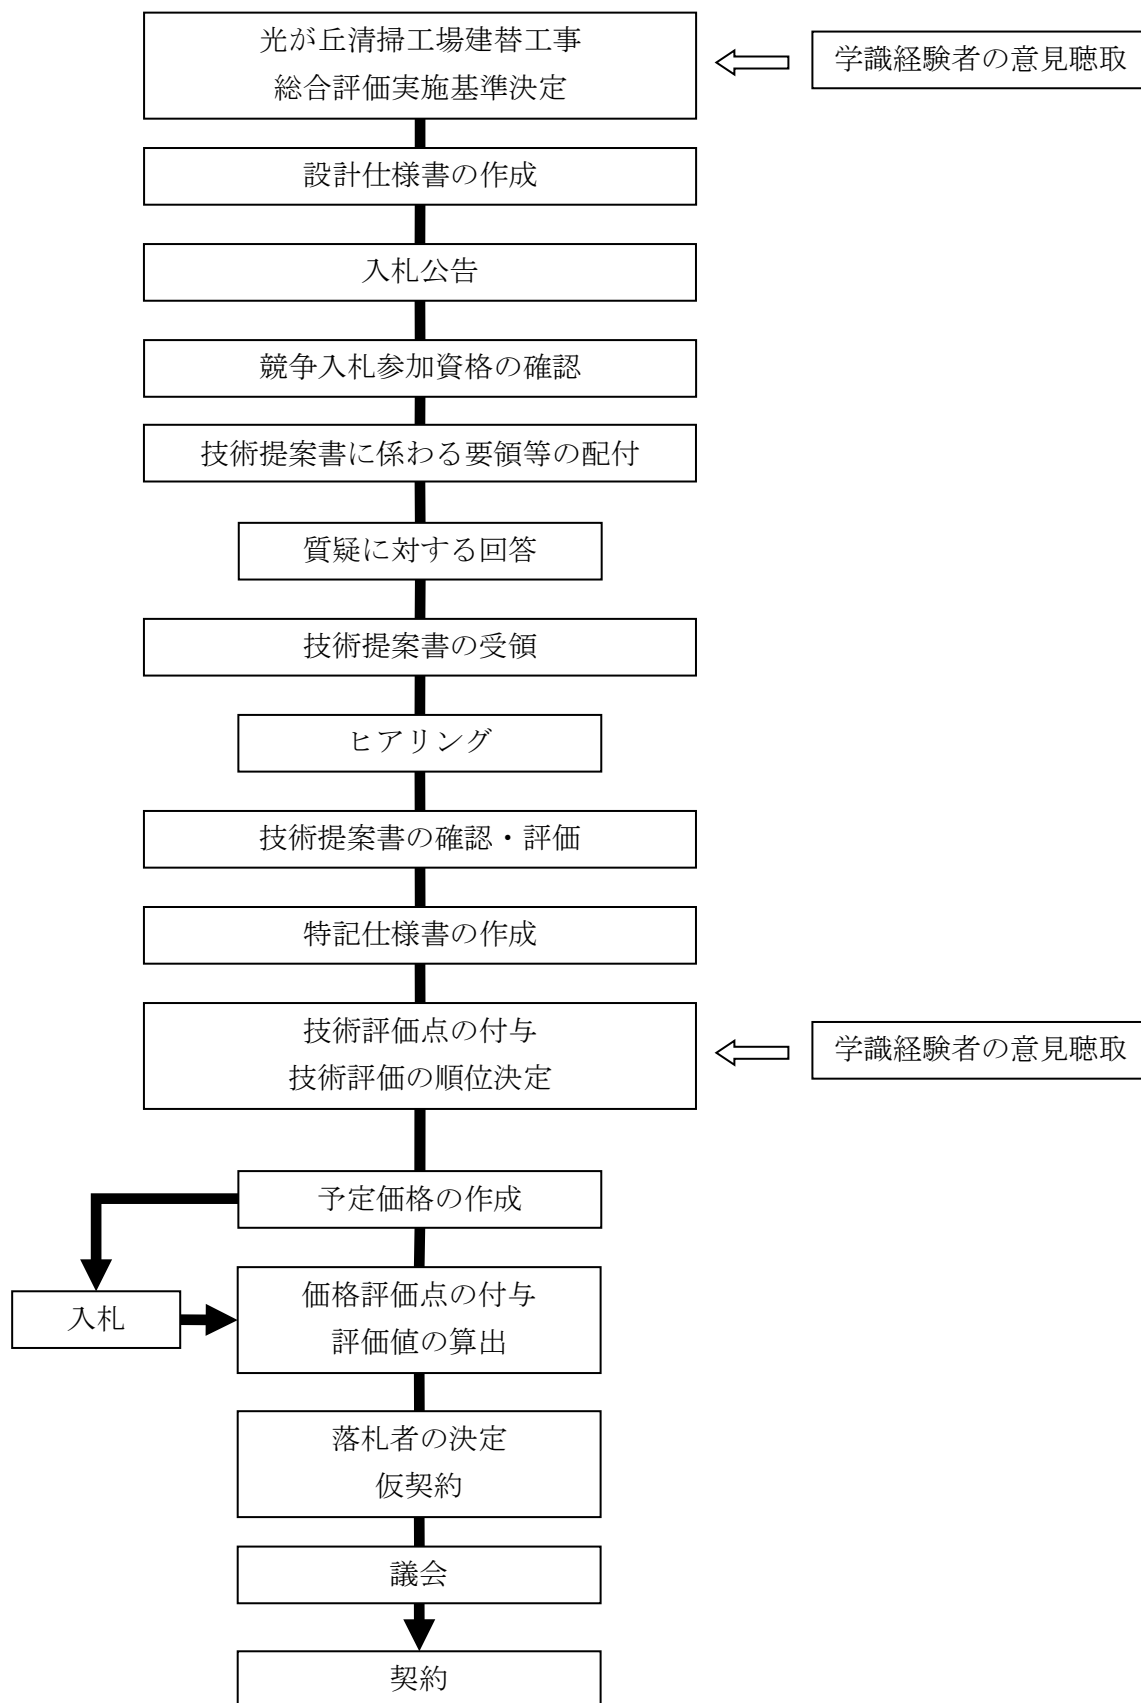 光が丘清掃工場建替工事
総合評価実施基準決定
学識経験者の意見聴取
設計仕様書の作成
入札公告
競争入札参加資格の確認
技術提案書に係わる要領等の配付
質疑に対する回答
技術提案書の受領
ヒアリング
技術提案書の確認・評価
特記仕様書の作成
技術評価点の付与
技術評価の順位決定
学識経験者の意見聴取
予定価格の作成
入札
価格評価点の付与
評価値の算出
落札者の決定
仮契約
議会
契約